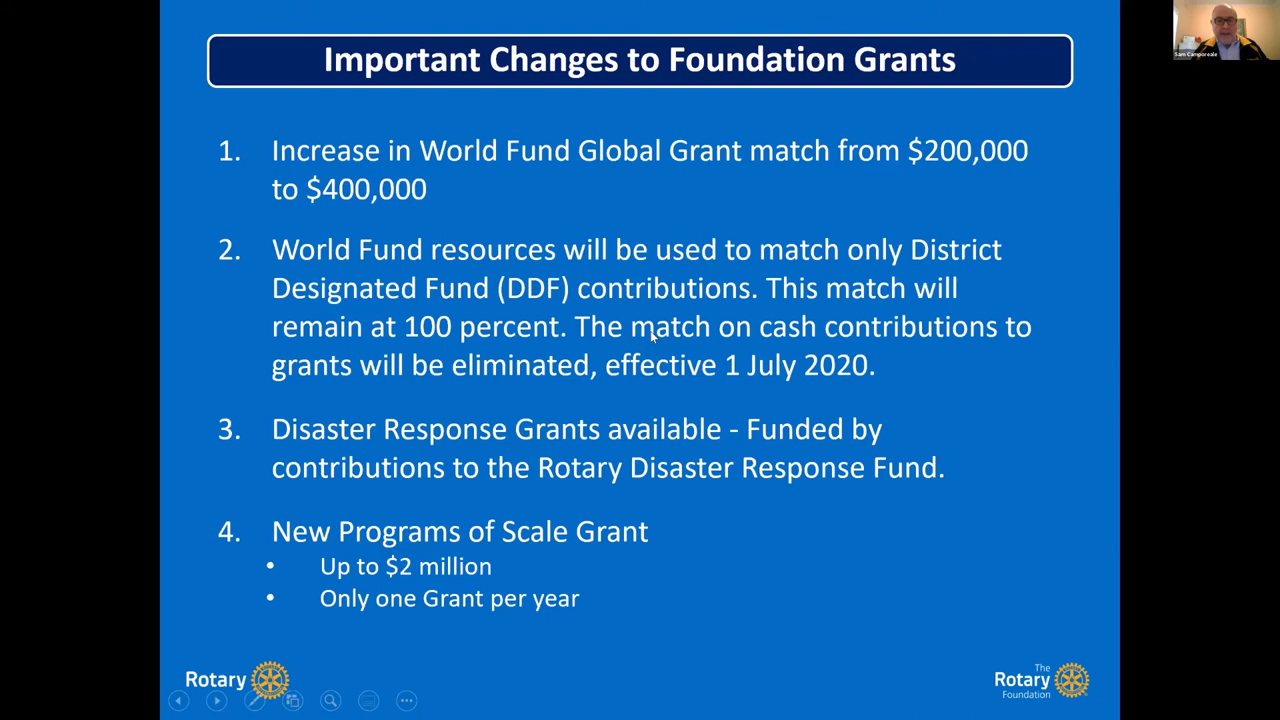 Important Changes to Foundation Grants
Sam Camporeale
1. Increase in World Fund Global Grant match from $200,000
to $400,000
2. World Fund resources will be used to match only District
Designated Fund (DDF) contributions. This match will
remain at 100 percent. The match on cash contributions to
grants will be eliminated, effective 1 July 2020.
3. Disaster Response Grants available - Funded by
contributions to the Rotary Disaster Response Fund.
4. New Programs of Scale Grant
• Up to $2 million
• Only one Grant per year
Rotary
The
Rotary
Foundation